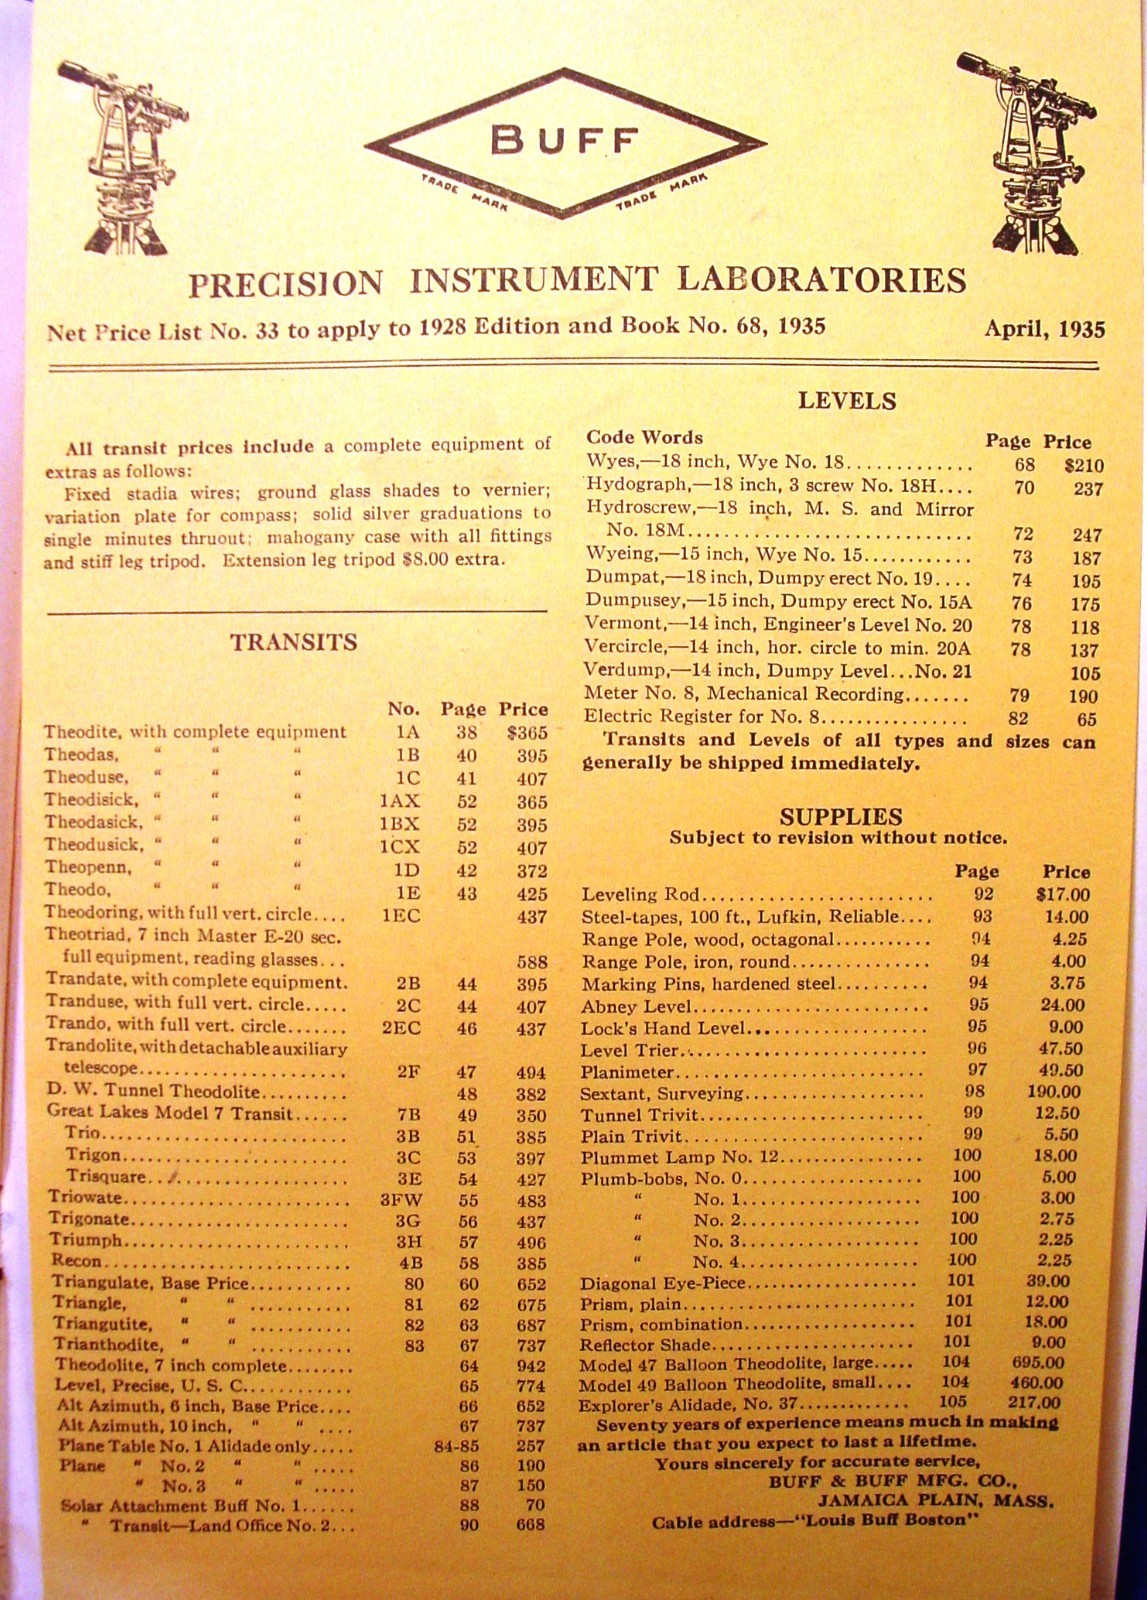 BUFF
TRADE MARK TRADE MARK
PRECISION INSTRUMENT LABORATORIES
Net Price List No. 33 to apply to 1928 Edition and Book No. 68, 1935 April, 1935
All transit prices include a complete equipment of
extras as follows:
Fixed stadia wires; ground glass shades to vernier;
variation plate for compass; solid silver graduations to
single minutes thruout; mahogany case with all fittings
and stiff leg tripod. Extension leg tripod $8.00 extra.
TRANSITS
No. Page Price
Theodite, with complete equipment 1A 38 $365
Theodas, " " " 1B 40 395
Theoduse, " " " 1C 41 407
Theodisick, " " " 1AX 52 365
Theodasick, " " " 1BX 52 395
Theodusick, " " " 1CX 52 407
Theopenn, " " " 1D 42 372
Theodo, " " " 1E 43 425
Theodoring, with full vert. circle.... 1EC 437
Theotriad, 7 inch Master E-20 sec.
full equipment, reading glasses... 588
Trandate, with complete equipment. 2B 44 395
Tranduse, with full vert. circle..... 2C 44 407
Trando, with full vert. circle....... 2EC 46 437
Trandolite, with detachable auxiliary
telescope...................... 2F 47 494
D. W. Tunnel Theodolite.......... 48 382
Great Lakes Model 7 Transit...... 7B 49 350
Trio.......................... 3B 51 385
Trigon........................ 3C 53 397
Trisquare..................... 3E 54 427
Triowate........................ 3FW 55 483
Trigonate....................... 3G 56 437
Triumph........................ 3H 57 496
Recon.......................... 4B 58 385
Triangulate, Base Price........... 80 60 652
Triangle, " " ........... 81 62 675
Triangutite, " " ........... 82 63 687
Trianthodite, " " ........... 83 67 737
Theodolite, 7 inch complete........ 64 942
Level, Precise, U. S. C............ 65 774
Alt Azimuth, 6 inch, Base Price.... 66 652
Alt Azimuth, 10 inch, " " .... 67 737
Plane Table No. 1 Alidade only..... 84-85 257
Plane " No. 2 " " ..... 86 190
" No. 3 " " ..... 87 150
Solar Attachment Buff No. 1...... 88 70
" Transit—Land Office No. 2... 90 668
LEVELS
Code Words Page Price
Wyes,—18 inch, Wye No. 18............. 68 $210
Hydograph,—18 inch, 3 screw No. 18H.... 70 237
Hydroscrew,—18 inch, M. S. and Mirror
No. 18M............................. 72 247
Wyeing,—15 inch, Wye No. 15........... 73 187
Dumpat,—18 inch, Dumpy erect No. 19.... 74 195
Dumpusey,—15 inch, Dumpy erect No. 15A 76 175
Vermont,—14 inch, Engineer's Level No. 20 78 118
Vercircle,—14 inch, hor. circle to min. 20A 78 137
Verdump,—14 inch, Dumpy Level...No. 21 105
Meter No. 8, Mechanical Recording....... 79 190
Electric Register for No. 8................ 82 65
Transits and Levels of all types and sizes can
generally be shipped immediately.
SUPPLIES
Subject to revision without notice.
Page Price
Leveling Rod........................ 92 $17.00
Steel-tapes, 100 ft., Lufkin, Reliable.... 93 14.00
Range Pole, wood, octagonal........... 94 4.25
Range Pole, iron, round............... 94 4.00
Marking Pins, hardened steel.......... 94 3.75
Abney Level......................... 95 24.00
Lock's Hand Level................... 95 9.00
Level Trier.......................... 96 47.50
Planimeter.......................... 97 49.50
Sextant, Surveying................... 98 190.00
Tunnel Trivit........................ 99 12.50
Plain Trivit.......................... 99 5.50
Plummet Lamp No. 12................ 100 18.00
Plumb-bobs, No. 0................... 100 5.00
" No. 1................... 100 3.00
" No. 2................... 100 2.75
" No. 3................... 100 2.25
" No. 4................... 100 2.25
Diagonal Eye-Piece................... 101 39.00
Prism, plain.......................... 101 12.00
Prism, combination................... 101 18.00
Reflector Shade....................... 101 9.00
Model 47 Balloon Theodolite, large..... 104 695.00
Model 49 Balloon Theodolite, small.... 104 460.00
Explorer's Alidade, No. 37............. 105 217.00
Seventy years of experience means much in making
an article that you expect to last a lifetime.
Yours sincerely for accurate service,
BUFF & BUFF MFG. CO.,
JAMAICA PLAIN, MASS.
Cable address—"Louis Buff Boston"